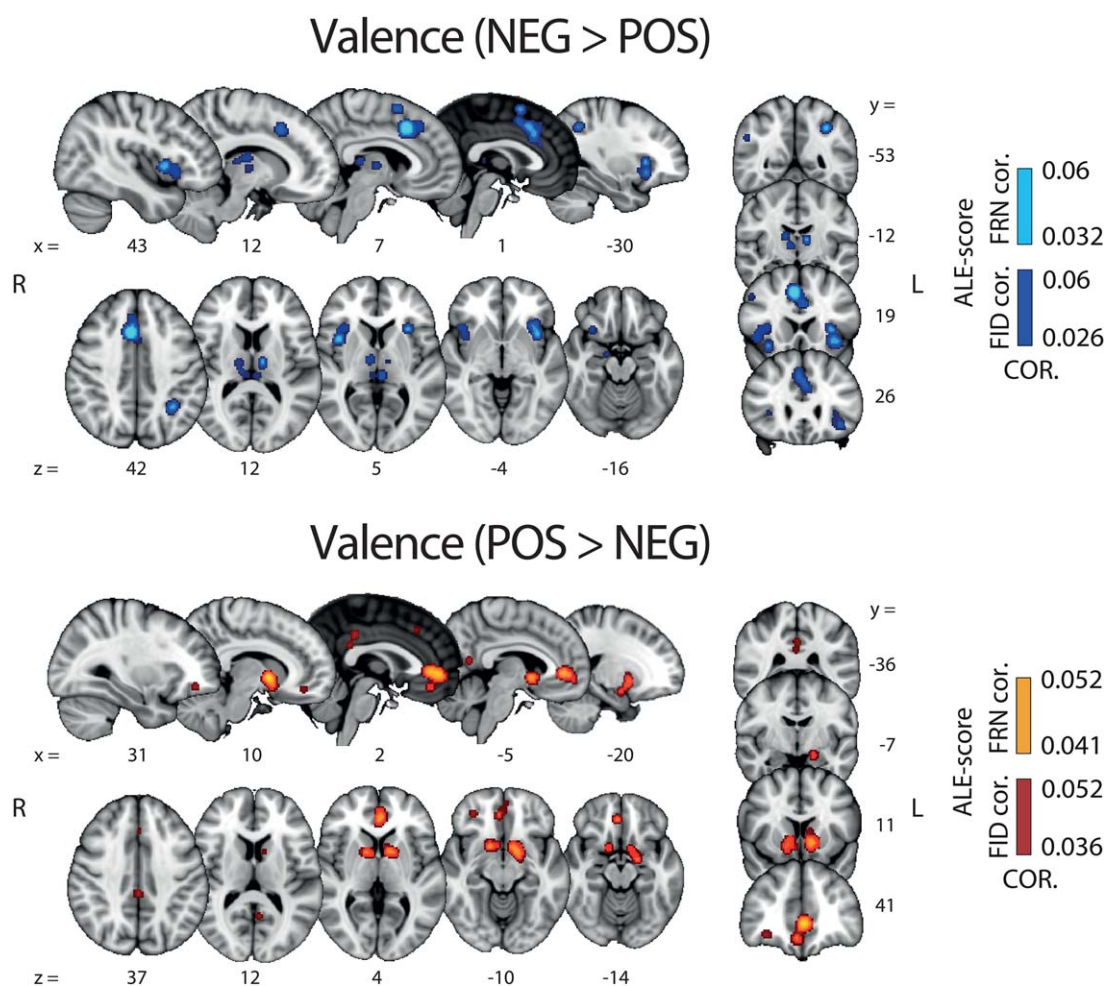 Valence (NEG > POS)
y =
-53
-12
19
26
x = 43 12 7 1 -30
R
L
z = 42 12 5 -4 -16
ALE-score
FRN cor.
0.06
0.032
FID cor.
0.06
0.026
COR.
Valence (POS > NEG)
y =
-36
-7
11
41
x = 31 10 2 -5 -20
R
L
z = 37 12 4 -10 -14
ALE-score
FRN cor.
0.052
0.041
FID cor.
0.052
0.036
COR.